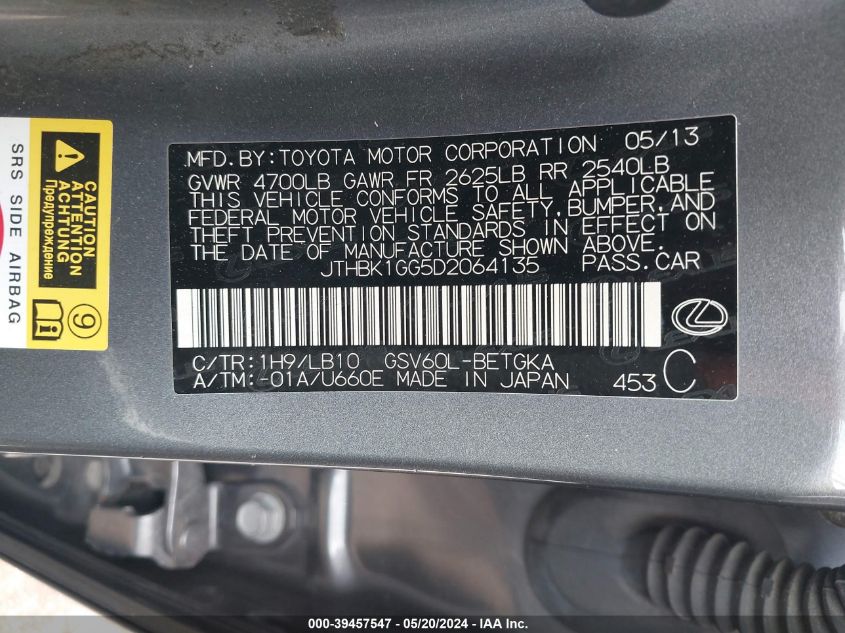 MFD.BY:TOYOTA MOTOR CORPORATION 05/13
GVWR 4700LB GAWR FR 2625LB RR 2540LB
THIS VEHICLE CONFORMS TO ALL APPLICABLE
FEDERAL MOTOR VEHICLE SAFETY,BUMPER,AND
THEFT PREVENTION STANDARDS IN EFFECT ON
THE DATE OF MANUFACTURE SHOWN ABOVE.
JTHBK1GG5D2064135 PASS.CAR
C/TR:1H9/LB10 GSV60L-BETGKA
A/TM:-01A/U660E MADE IN JAPAN 453 C
CAUTION
ATTENTION
ACHTUNG
Предупреждение
9
SRS SIDE AIRBAG
000-39457547 - 05/20/2024 - IAA Inc.